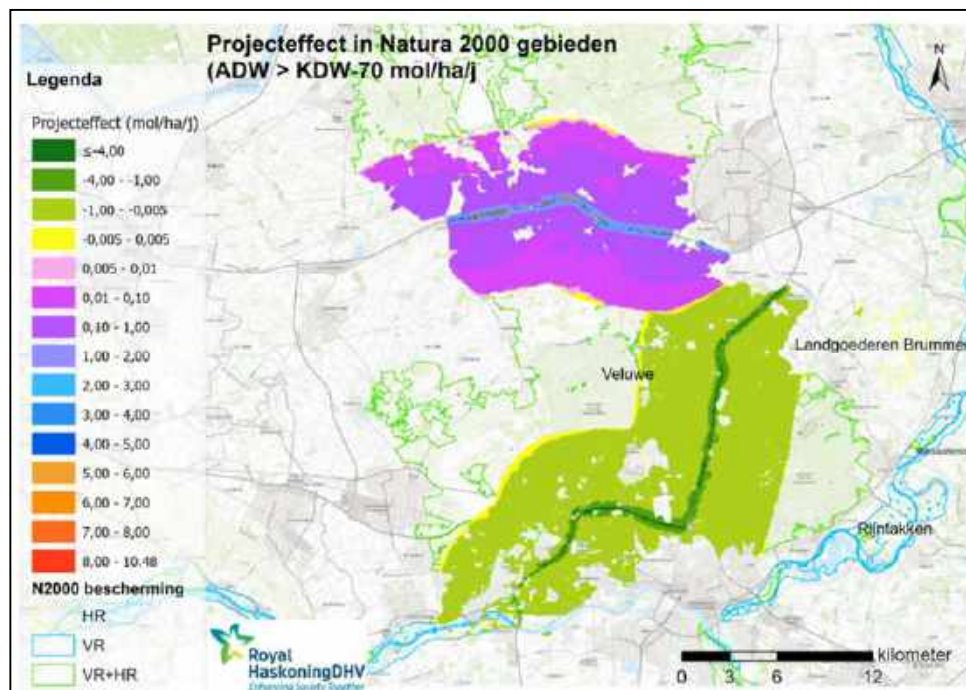 Projecteffect in Natura 2000 gebieden
(ADW > KDW-70 mol/ha/j
N
Legenda
Projecteffect (mol/ha/j)
≤-4,00
-4,00 - -1,00
-1,00 - -0,005
-0,005 - 0,005
0,005 - 0,01
0,01 - 0,10
0,10 - 1,00
1,00 - 2,00
2,00 - 3,00
3,00 - 4,00
4,00 - 5,00
5,00 - 6,00
6,00 - 7,00
7,00 - 8,00
8,00 - 10,48
N2000 bescherming
HR
VR
VR+HR
Landgoederen Brummen
Veluwe
Rijntakken
Royal
HaskoningDHV
Enhancing Society Together
kilometer
0 3 6 12